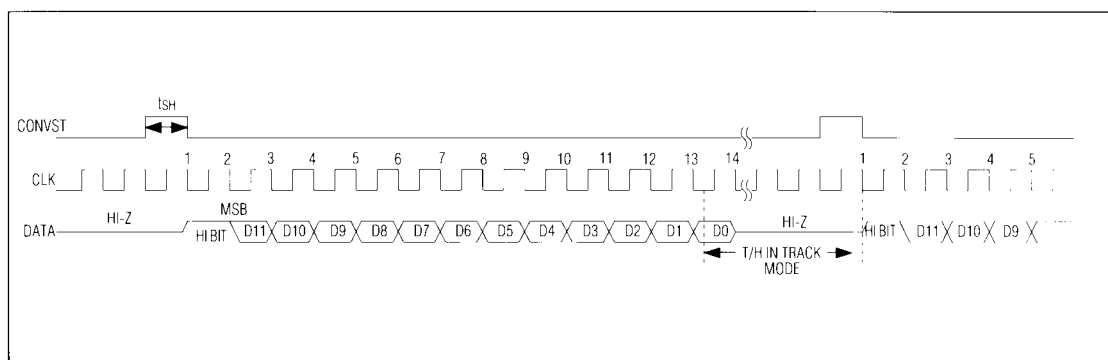 tSH
CONVST
1 2 3 4 5 6 7 8 9 10 11 12 13 14 1 2 3 4 5
CLK
HI-Z MSB HI-Z
DATA HI BIT D11 D10 D9 D8 D7 D6 D5 D4 D3 D2 D1 D0 HI BIT D11 D10 D9
T/H IN TRACK
MODE